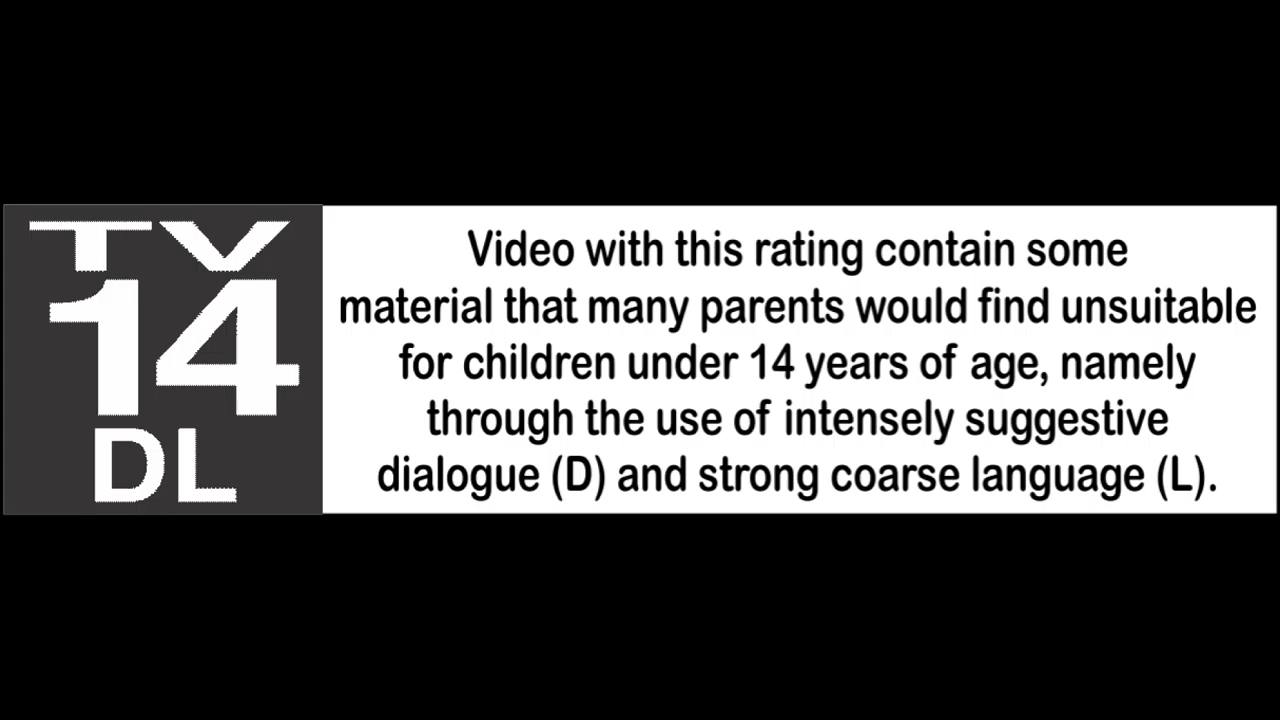 TV
14
DL
Video with this rating contain some
material that many parents would find unsuitable
for children under 14 years of age, namely
through the use of intensely suggestive
dialogue (D) and strong coarse language (L).